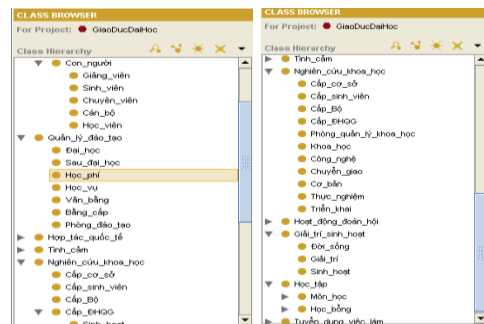 CLASS BROWSER
For Project: GiaoDucDaiHoc
Class Hierarchy
Con_người
Giảng_viên
Sinh_viên
Chuyên_viên
Cán_bộ
Học_viên
Quản_lý_đào_tạo
Đại_học
Sau_đại_học
Học_phí
Học_vụ
Văn_bằng
Bằng_cấp
Phòng_đào_tạo
Hợp_tác_quốc_tế
Tình_cảm
Nghiên_cứu_khoa_học
Cấp_cơ_sở
Cấp_sinh_viên
Cấp_Bộ
Cấp_ĐHQG
Sinh_hoạt
CLASS BROWSER
For Project: GiaoDucDaiHoc
Class Hierarchy
Tình_cảm
Nghiên_cứu_khoa_học
Cấp_cơ_sở
Cấp_sinh_viên
Cấp_Bộ
Cấp_ĐHQG
Phòng_quản_lý_khoa_học
Khoa_học
Công_nghệ
Chuyển_giao
Cơ_bản
Thực_nghiệm
Triển_khai
Hoạt_động_đoàn_hội
Giải_trí_sinh_hoạt
Đời_sống
Giải_trí
Sinh_hoạt
Học_tập
Môn_học
Học_bổng
Tuyển_dụng_việc_làm